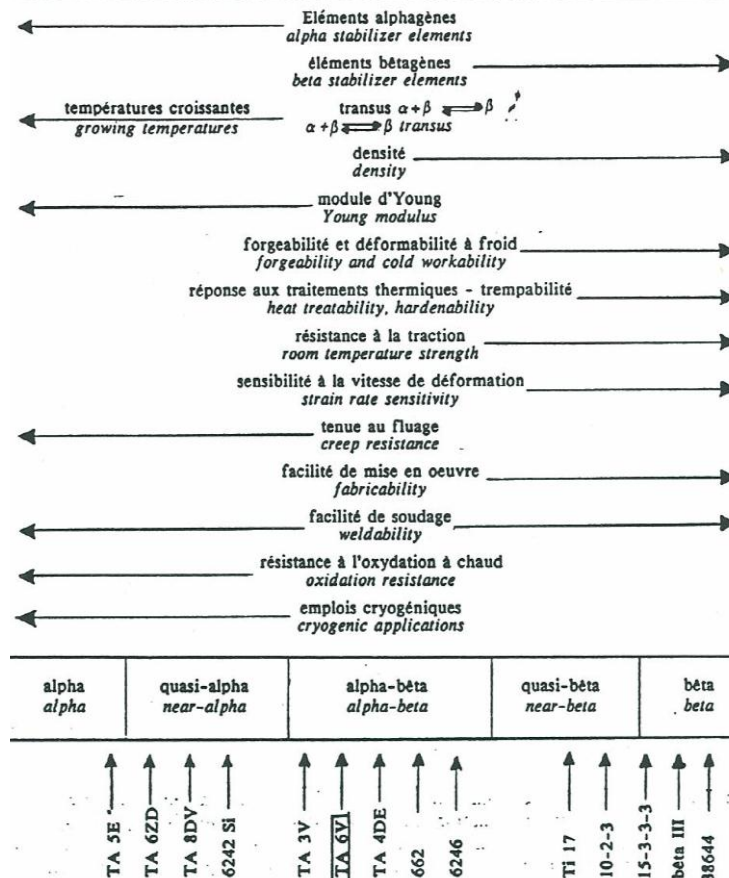 Eléments alphagènes
alpha stabilizer elements
éléments bêtagènes
beta stabilizer elements
températures croissantes
growing temperatures
transus α+β ⇌ β
α+β ⇌ β transus
densité
density
module d'Young
Young modulus
forgeabilité et déformabilité à froid
forgeability and cold workability
réponse aux traitements thermiques - trempabilité
heat treatability, hardenability
résistance à la traction
room temperature strength
sensibilité à la vitesse de déformation
strain rate sensitivity
tenue au fluage
creep resistance
facilité de mise en oeuvre
fabricability
facilité de soudage
weldability
résistance à l'oxydation à chaud
oxidation resistance
emplois cryogéniques
cryogenic applications
alpha
alpha
quasi-alpha
near-alpha
alpha-bêta
alpha-beta
quasi-bêta
near-beta
bêta
beta
TA 5E
TA 6ZD
TA 8DV
6242 Si
TA 3V
TA 6V
TA 4DE
662
6246
Ti 17
10-2-3
15-3-3-3
bêta III
38644